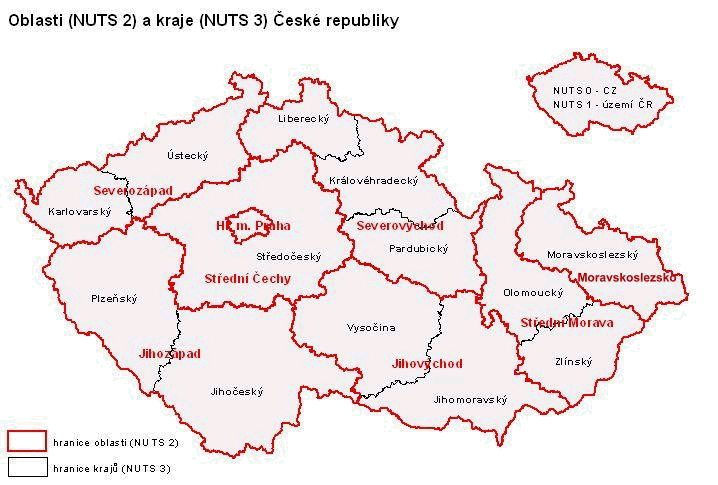 Oblasti (NUTS 2) a kraje (NUTS 3) České republiky
NUTS 0 - CZ
NUTS 1 - území ČR
Liberecký
Ústecký
Královéhradecký
Severozápad
Karlovarský
Hl. m. Praha
Severovýchod
Pardubický
Středočeský
Moravskoslezský
Střední Čechy
Moravskoslezsko
Olomoucký
Plzeňský
Vysočina
Střední Morava
Jihozápad
Jihovýchod
Zlínský
Jihočeský
Jihomoravský
hranice oblastí (NUTS 2)
hranice krajů (NUTS 3)